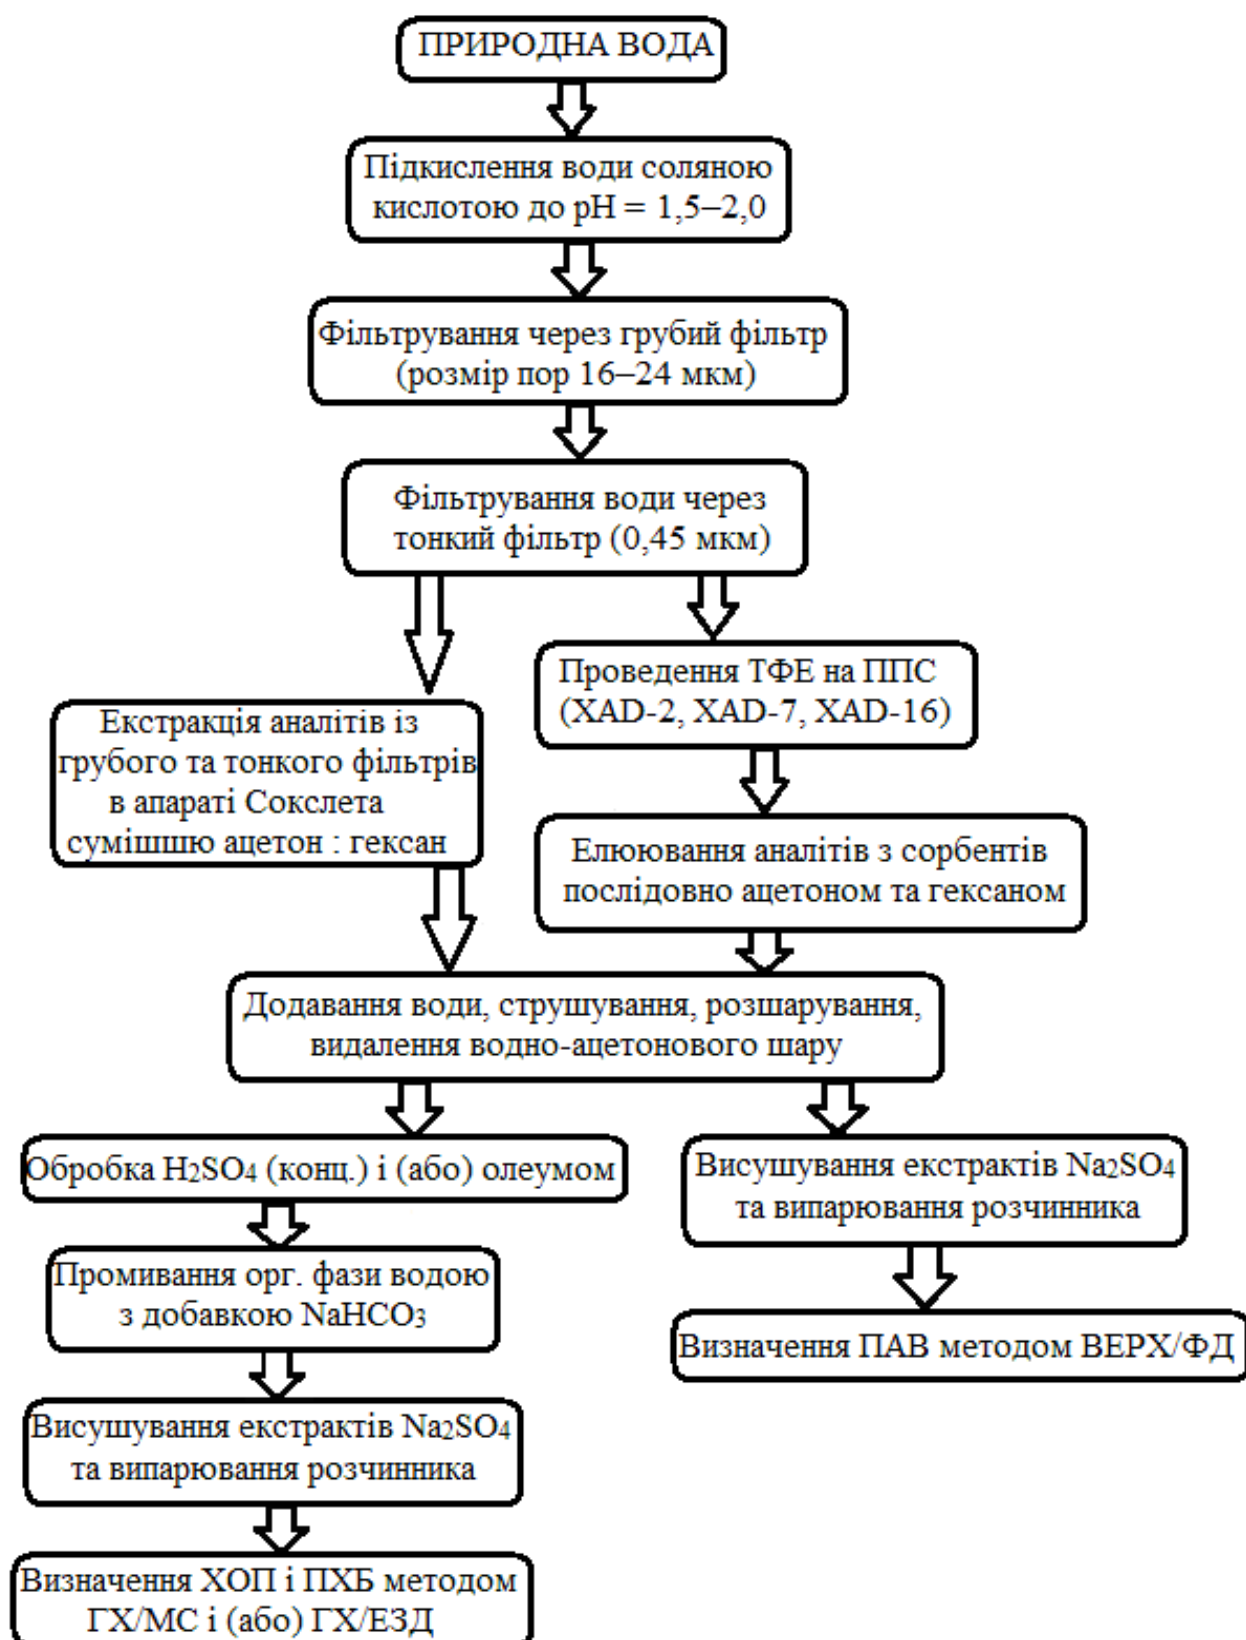 ПРИРОДНА ВОДА
Підкислення води соляною
кислотою до pH = 1,5–2,0
Фільтрування через грубий фільтр
(розмір пор 16–24 мкм)
Фільтрування води через
тонкий фільтр (0,45 мкм)
Проведення ТФЕ на ППС
(XAD-2, XAD-7, XAD-16)
Екстракція аналітів із
грубого та тонкого фільтрів
в апараті Сокслета
сумішшю ацетон : гексан
Елюювання аналітів з сорбентів
послідовно ацетоном та гексаном
Додавання води, струшування, розшарування,
видалення водно-ацетонового шару
Обробка H₂SO₄ (конц.) і (або) олеумом
Промивання орг. фази водою
з добавкою NaHCO₃
Висушування екстрактів Na₂SO₄
та випарювання розчинника
Визначення ХОП і ПХБ методом
ГХ/МС і (або) ГХ/ЕЗД
Висушування екстрактів Na₂SO₄
та випарювання розчинника
Визначення ПАВ методом ВЕРХ/ФД